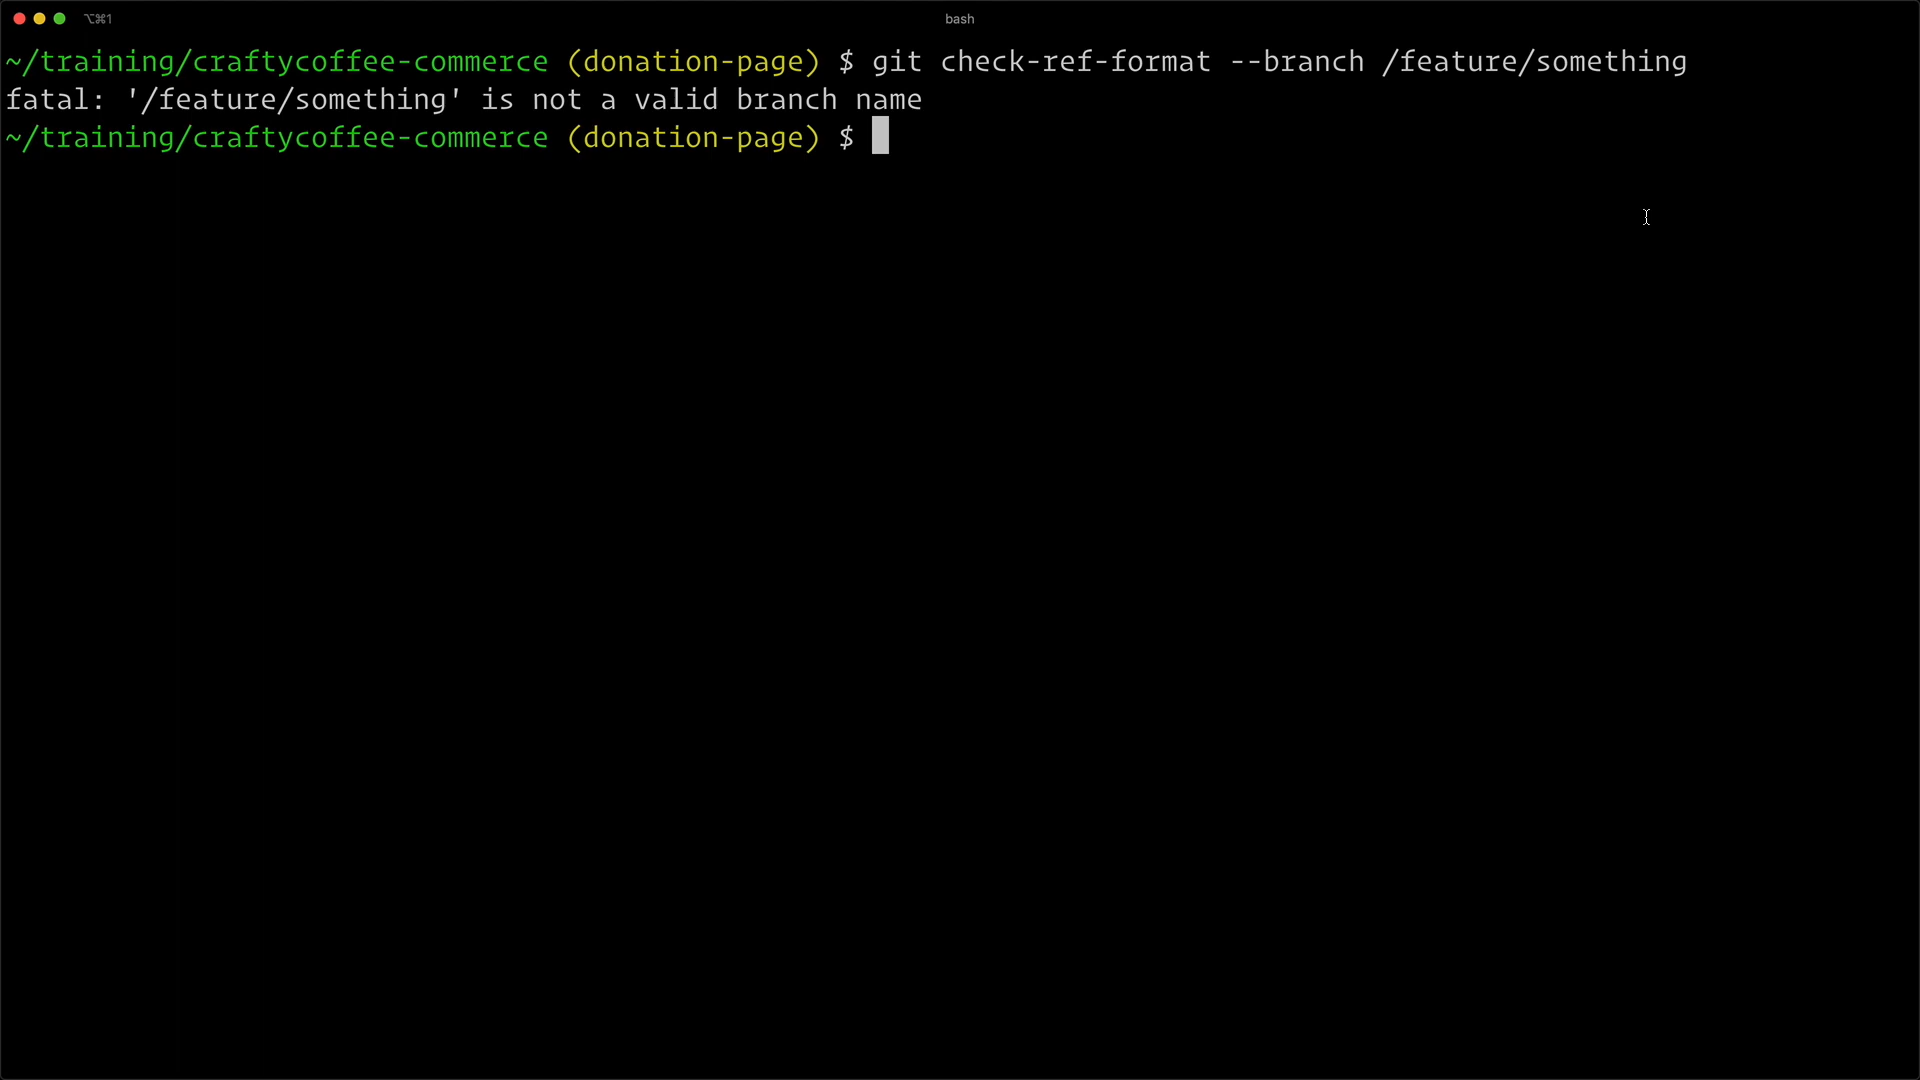 ⌥⌘1
bash
~/training/craftycoffee-commerce (donation-page) $ git check-ref-format --branch /feature/something
fatal: '/feature/something' is not a valid branch name
~/training/craftycoffee-commerce (donation-page) $